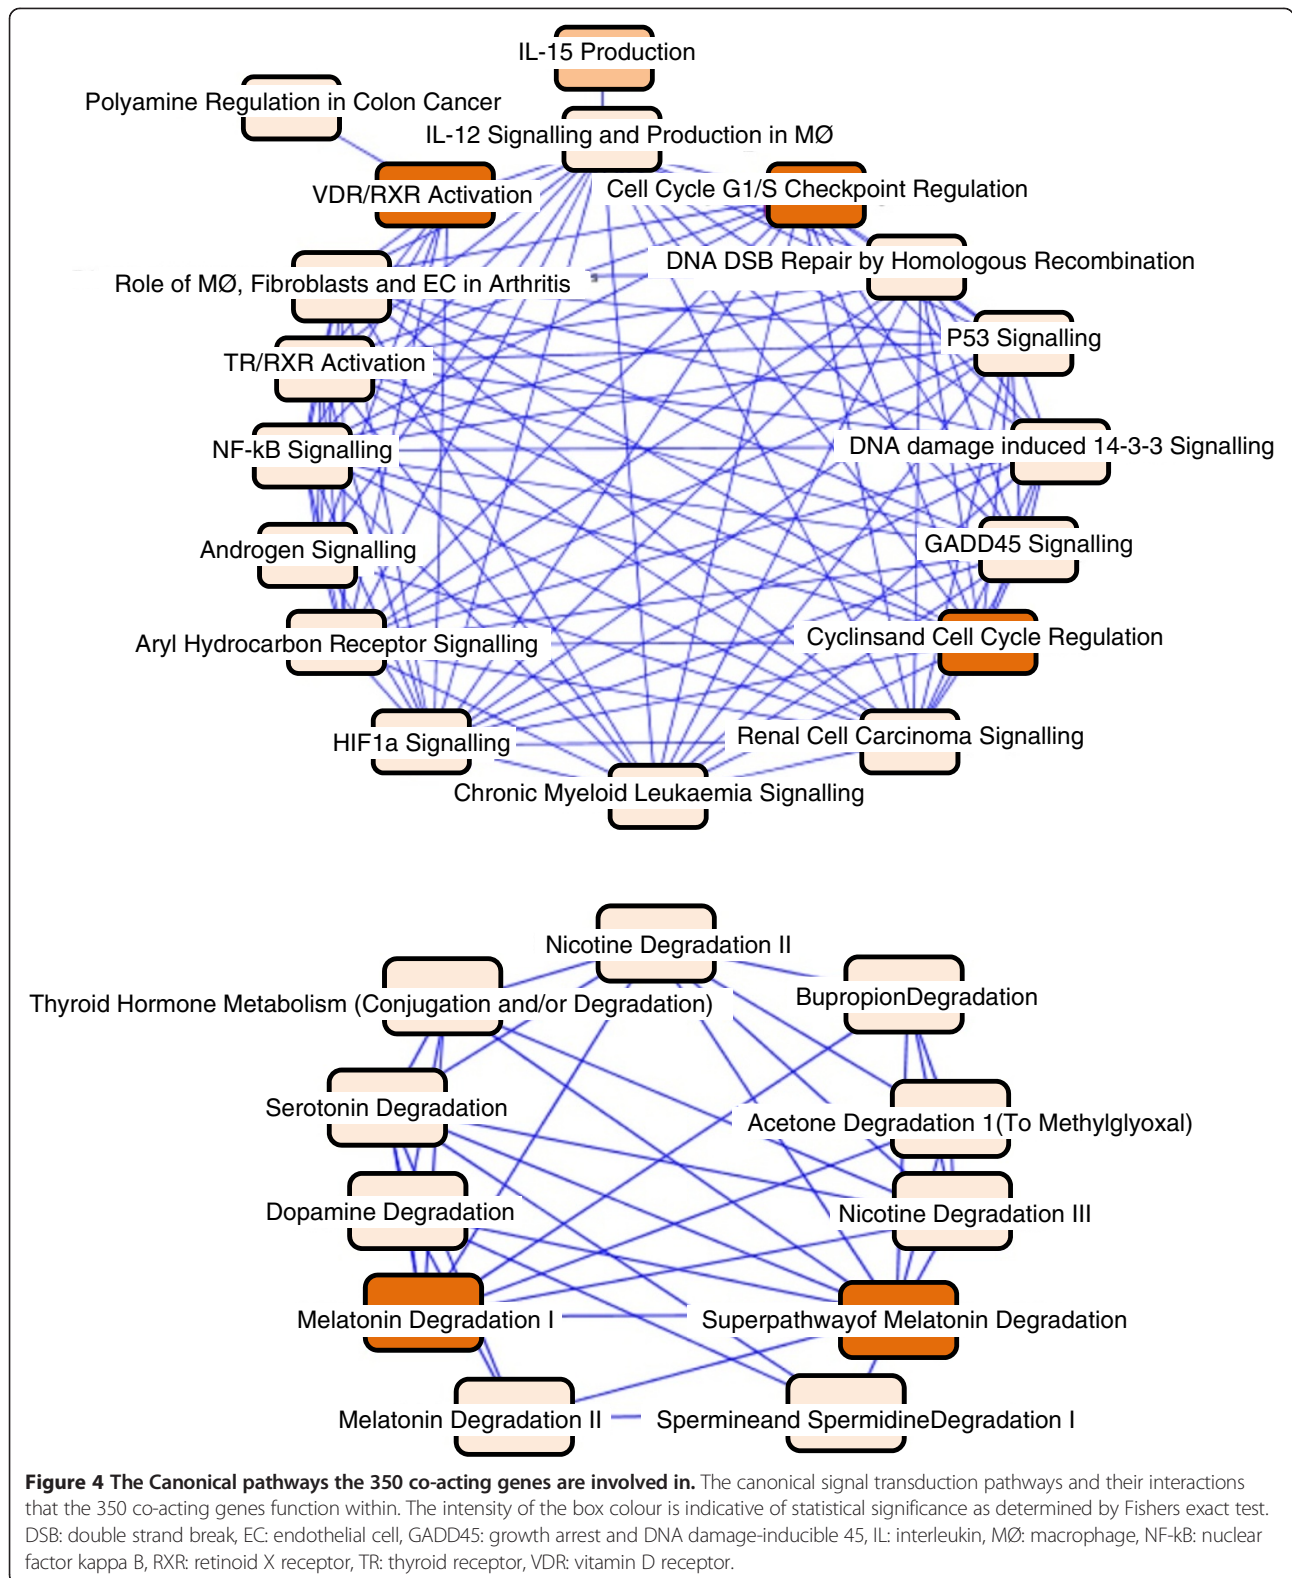 IL-15 Production
Polyamine Regulation in Colon Cancer
IL-12 Signalling and Production in MØ
VDR/RXR Activation
Cell Cycle G1/S Checkpoint Regulation
DNA DSB Repair by Homologous Recombination
Role of MØ, Fibroblasts and EC in Arthritis
P53 Signalling
TR/RXR Activation
NF-kB Signalling
DNA damage induced 14-3-3 Signalling
Androgen Signalling
GADD45 Signalling
Aryl Hydrocarbon Receptor Signalling
Cyclinsand Cell Cycle Regulation
HIF1a Signalling
Renal Cell Carcinoma Signalling
Chronic Myeloid Leukaemia Signalling
Nicotine Degradation II
Thyroid Hormone Metabolism (Conjugation and/or Degradation)
BupropionDegradation
Serotonin Degradation
Acetone Degradation 1(To Methylglyoxal)
Dopamine Degradation
Nicotine Degradation III
Melatonin Degradation I
Superpathwayof Melatonin Degradation
Melatonin Degradation II
Spermineand SpermidineDegradation I
Figure 4 The Canonical pathways the 350 co-acting genes are involved in. The canonical signal transduction pathways and their interactions
that the 350 co-acting genes function within. The intensity of the box colour is indicative of statistical significance as determined by Fishers exact test.
DSB: double strand break, EC: endothelial cell, GADD45: growth arrest and DNA damage-inducible 45, IL: interleukin, MØ: macrophage, NF-kB: nuclear
factor kappa B, RXR: retinoid X receptor, TR: thyroid receptor, VDR: vitamin D receptor.